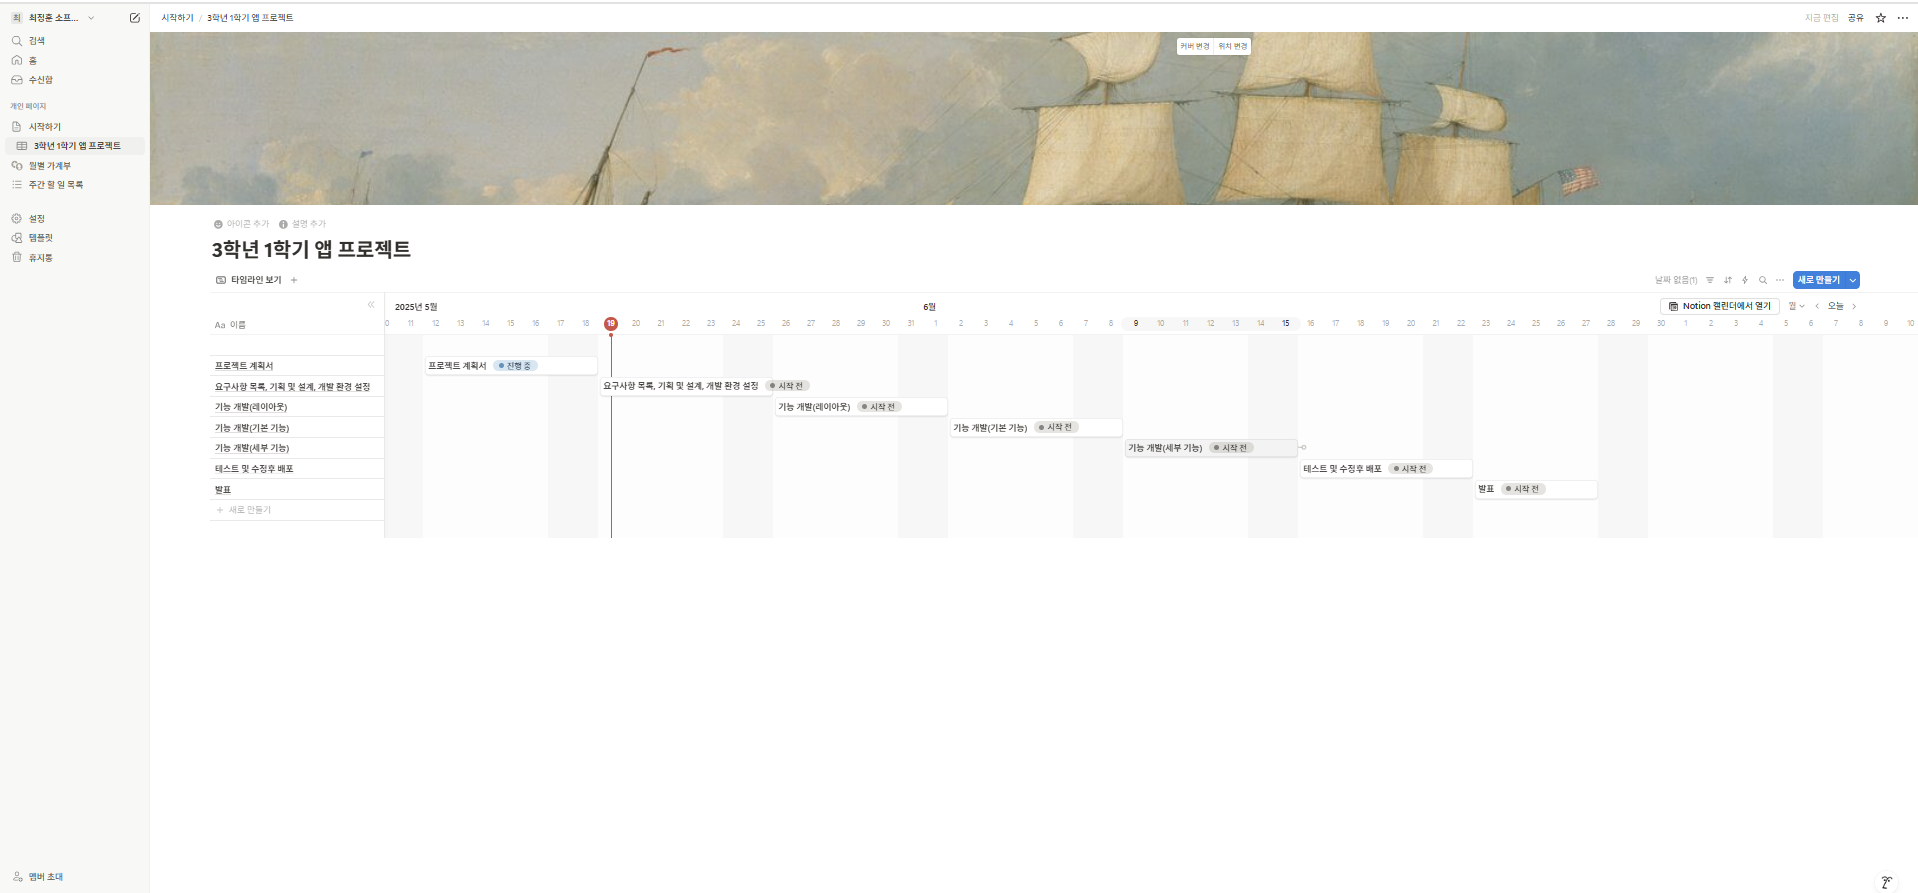 최 최정훈 소프...
검색
홈
수신함
개인 페이지
시작하기
3학년 1학기 앱 프로젝트
월별 가계부
주간 할 일 목록
설정
템플릿
휴지통
멤버 초대
시작하기 / 3학년 1학기 앱 프로젝트
지금 편집 공유
커버 변경 위치 변경
아이콘 추가 설명 추가
3학년 1학기 앱 프로젝트
타임라인 보기
날짜 없음(1) 새로 만들기
2025년 5월 6월 Notion 캘린더에서 열기 월 오늘
Aa 이름
0 11 12 13 14 15 16 17 18 19 20 21 22 23 24 25 26 27 28 29 30 31 1 2 3 4 5 6 7 8 9 10 11 12 13 14 15 16 17 18 19 20 21 22 23 24 25 26 27 28 29 30 1 2 3 4 5 6 7 8 9 10
프로젝트 계획서 프로젝트 계획서 진행 중
요구사항 목록, 기획 및 설계, 개발 환경 설정 요구사항 목록, 기획 및 설계, 개발 환경 설정 시작 전
기능 개발(레이아웃) 기능 개발(레이아웃) 시작 전
기능 개발(기본 기능) 기능 개발(기본 기능) 시작 전
기능 개발(세부 기능) 기능 개발(세부 기능) 시작 전
테스트 및 수정후 배포 테스트 및 수정후 배포 시작 전
발표 발표 시작 전
새로 만들기